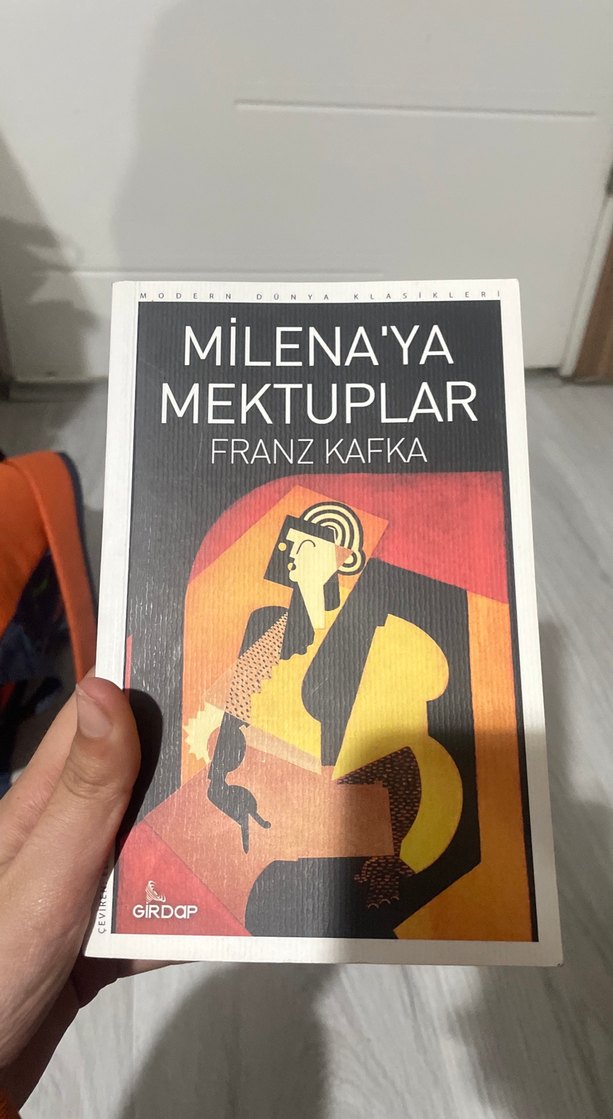 MODERN DÜNYA KLASİKLERİ
MİLENA'YA
MEKTUPLAR
FRANZ KAFKA
GİRDAP